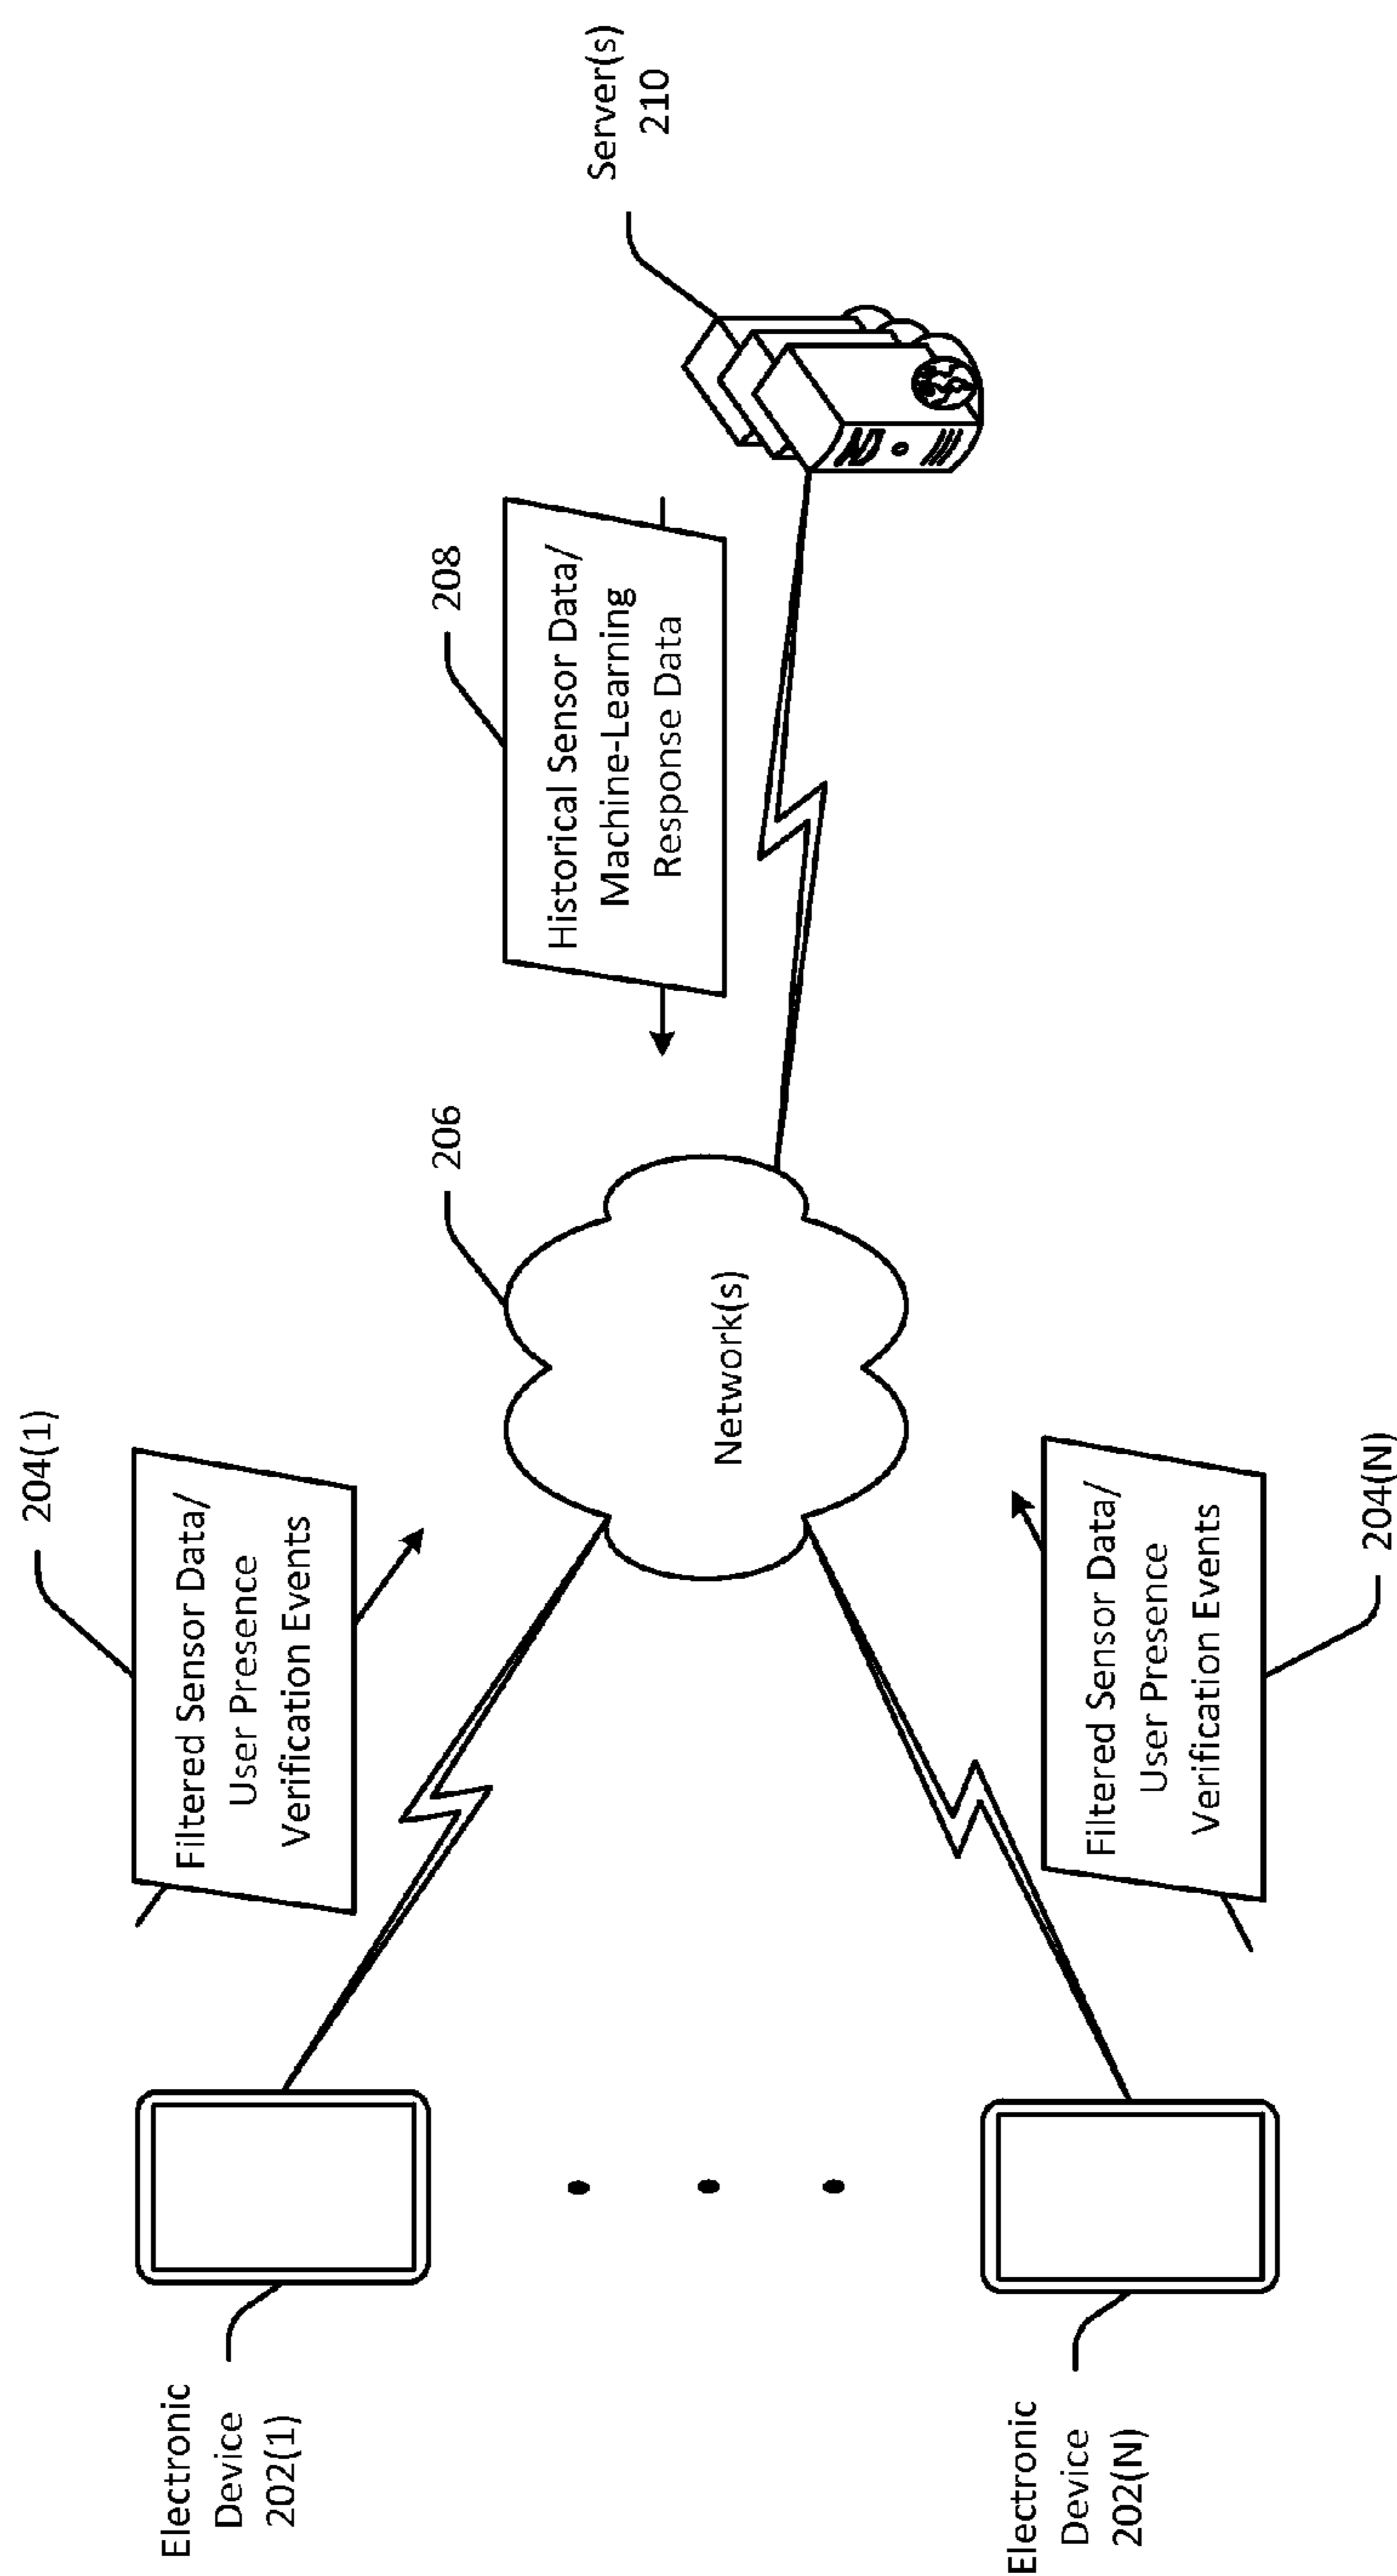 204(1)
Filtered Sensor Data/
User Presence
Verification Events
Electronic
Device
202(1)
206
Network(s)
208
Historical Sensor Data/
Machine-Learning
Response Data
Server(s)
210
Electronic
Device
202(N)
Filtered Sensor Data/
User Presence
Verification Events
204(N)